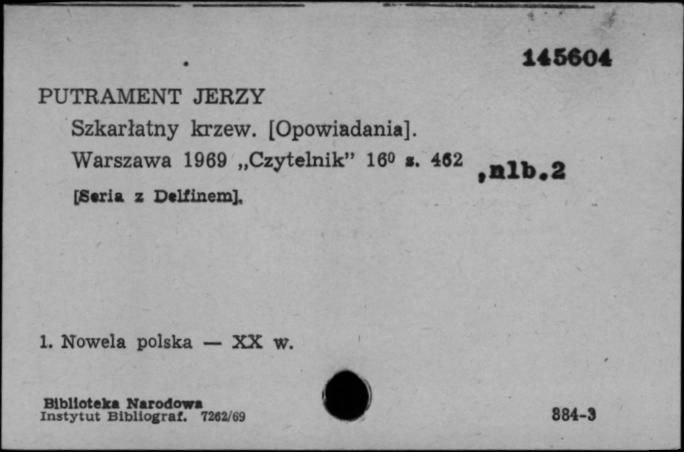 145604
PUTRAMENT JERZY
Szkarłatny krzew. [Opowiadania].
Warszawa 1969 „Czytelnik” 16⁰ s. 462 ,nlb.2
[Seria z Delfinem].
1. Nowela polska — XX w.
Biblioteka Narodowa
Instytut Bibliograf. 7262/69
884-3